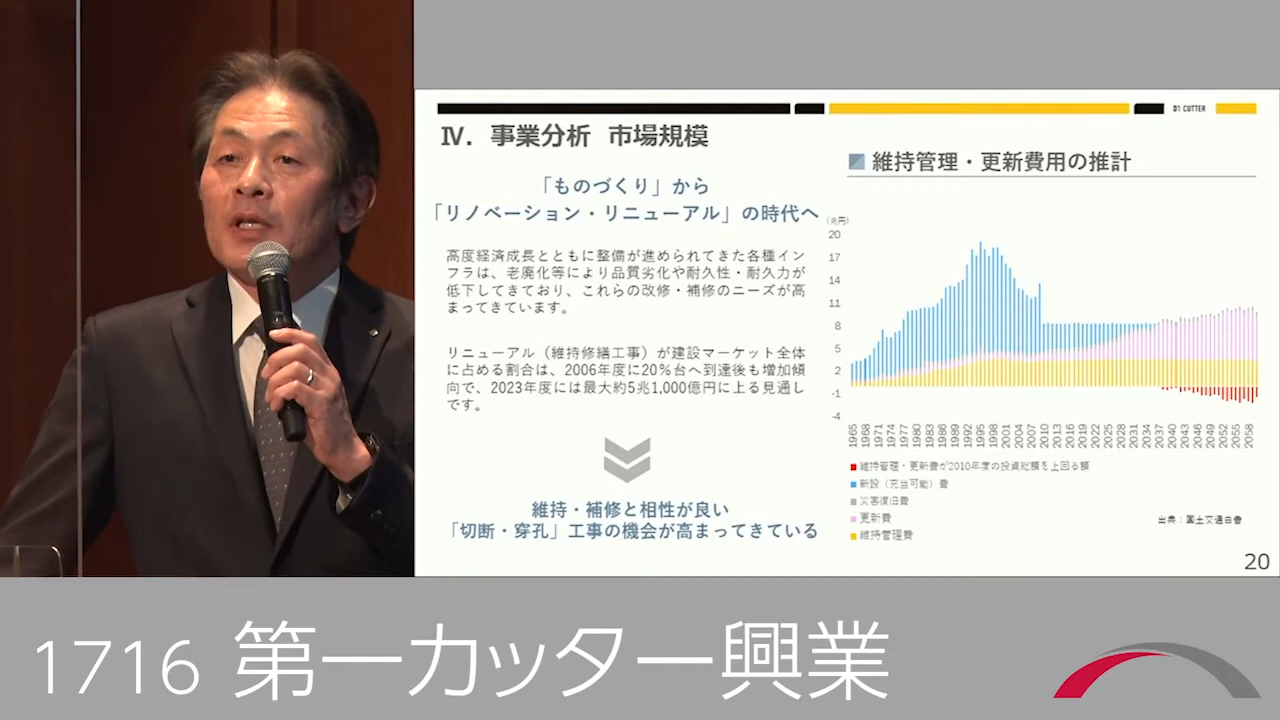 D1 CUTTER
Ⅳ. 事業分析 市場規模
「ものづくり」から
「リノベーション・リニューアル」の時代へ
高度経済成長とともに整備が進められてきた各種イン
フラは、老廃化等により品質劣化や耐久性・耐久力が
低下してきており、これらの改修・補修のニーズが高
まってきています。
リニューアル（維持修繕工事）が建設マーケット全体
に占める割合は、2006年度に20％台へ到達後も増加傾
向で、2023年度には最大約5兆1,000億円に上る見通し
です。
維持・補修と相性が良い
「切断・穿孔」工事の機会が高まってきている
維持管理・更新費用の推計
(兆円)
20
17
14
11
8
5
2
-1
-4
1965 1968 1971 1974 1977 1980 1983 1986 1989 1992 1995 1998 2001 2004 2007 2010 2013 2016 2019 2022 2025 2028 2031 2034 2037 2040 2043 2046 2049 2052 2055 2058
維持管理・更新費が2010年度の投資総額を上回る額
新設（充当可能）費
災害復旧費
更新費
維持管理費
出典：国土交通白書
20
1716 第一カッター興業